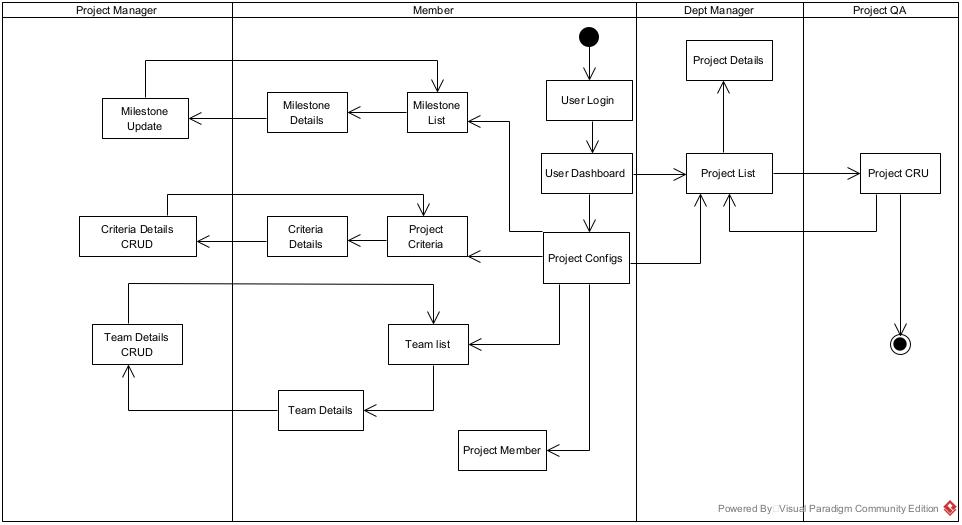 Project Manager
Member
Dept Manager
Project QA
Project Details
User Login
Milestone
Update
Milestone
Details
Milestone
List
User Dashboard
Project List
Project CRU
Criteria Details
CRUD
Criteria
Details
Project
Criteria
Project Configs
Team Details
CRUD
Team list
Team Details
Project Member
Powered By Visual Paradigm Community Edition